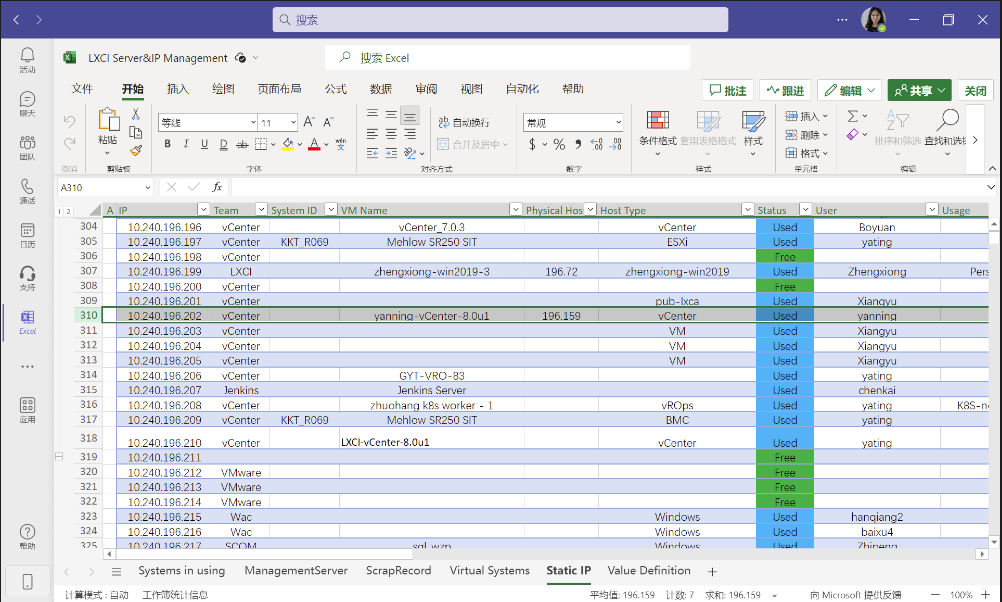 搜索
LXCI Server&IP Management
搜索 Excel
文件 开始 插入 绘图 页面布局 公式 数据 审阅 视图 自动化 帮助 批注 跟进 编辑 共享 关闭
活动
聊天
团队
通话
日历
支持
Excel
应用
帮助
撤消
粘贴
剪贴板
等线 11
B I U D ab
字体
自动换行
合并及居中
对齐方式
常规
$ %
数字
条件格式 套用表格格式 样式
样式
插入
删除
格式
单元格
排序和筛选 查找和选择
编辑
A310 fx
1 2 A IP Team System ID VM Name Physical Hos Host Type Status User Usage
304 10.240.196.196 vCenter vCenter_7.0.3 vCenter Used Boyuan
305 10.240.196.197 vCenter KKT_R069 Mehlow SR250 SIT ESXi Used yating
306 10.240.196.198 vCenter Free
307 10.240.196.199 LXCI zhengxiong-win2019-3 196.72 zhengxiong-win2019 Used Zhengxiong Pers
308 10.240.196.200 vCenter Free
309 10.240.196.201 vCenter pub-lxca Used Xiangyu
310 10.240.196.202 vCenter yanning-vCenter-8.0u1 196.159 vCenter Used yanning
311 10.240.196.203 vCenter VM Used Xiangyu
312 10.240.196.204 vCenter VM Used Xiangyu
313 10.240.196.205 vCenter VM Used Xiangyu
314 10.240.196.206 vCenter GYT-VRO-83 Used yating
315 10.240.196.207 Jenkins Jenkins Server Used chenkai
316 10.240.196.208 vCenter zhuohang k8s worker - 1 vROps Used yating K8S-n
317 10.240.196.209 vCenter KKT_R069 Mehlow SR250 SIT BMC Used yating
318 10.240.196.210 vCenter LXCI-vCenter-8.0u1 vCenter Used yating
319 10.240.196.211 Free
320 10.240.196.212 VMware Free
321 10.240.196.213 VMware Free
322 10.240.196.214 VMware Free
323 10.240.196.215 Wac Windows Used hanqiang2
324 10.240.196.216 Wac Windows Used baixu4
325 10.240.196.217 SCOM sql_wzp Windows Used Zhipeng
Systems in using ManagementServer ScrapRecord Virtual Systems Static IP Value Definition
计算模式：自动 工作簿统计信息 平均值: 196.159 计数: 7 求和: 196.159 向 Microsoft 提供反馈 100%